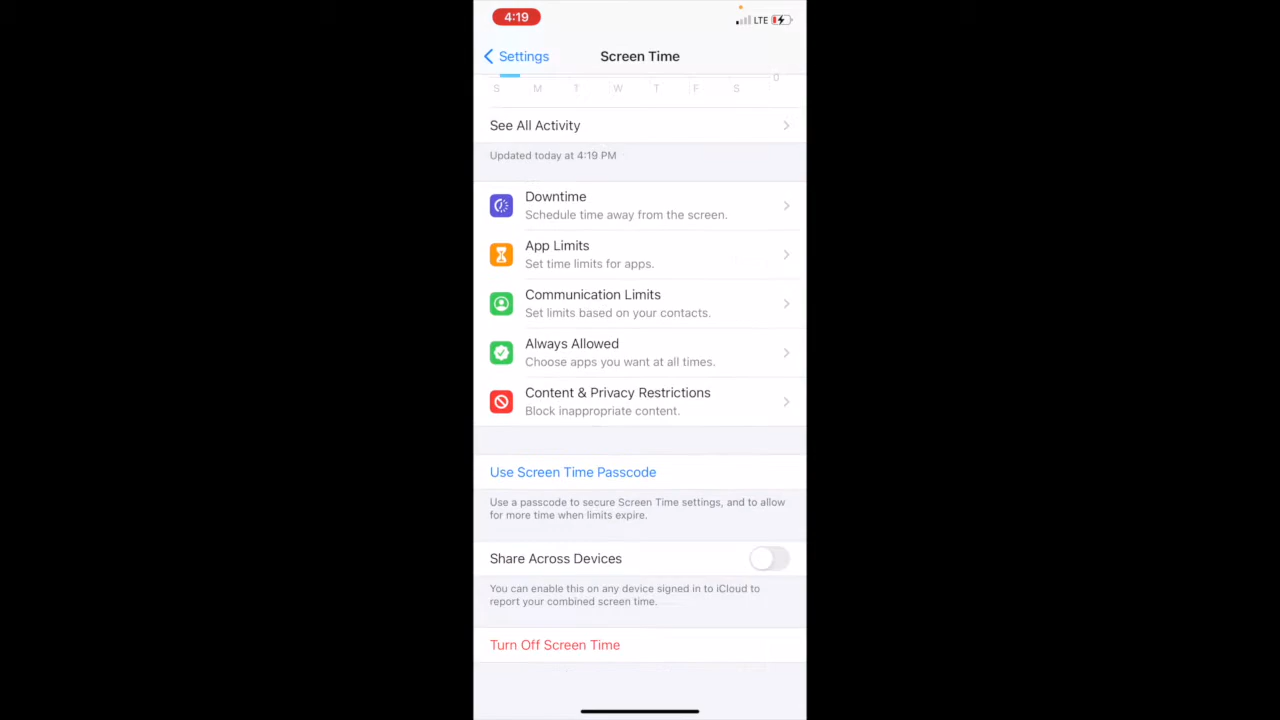 4:19
LTE
Settings
Screen Time
0
S M T W T F S
See All Activity
Updated today at 4:19 PM
Downtime
Schedule time away from the screen.
App Limits
Set time limits for apps.
Communication Limits
Set limits based on your contacts.
Always Allowed
Choose apps you want at all times.
Content & Privacy Restrictions
Block inappropriate content.
Use Screen Time Passcode
Use a passcode to secure Screen Time settings, and to allow
for more time when limits expire.
Share Across Devices
You can enable this on any device signed in to iCloud to
report your combined screen time.
Turn Off Screen Time